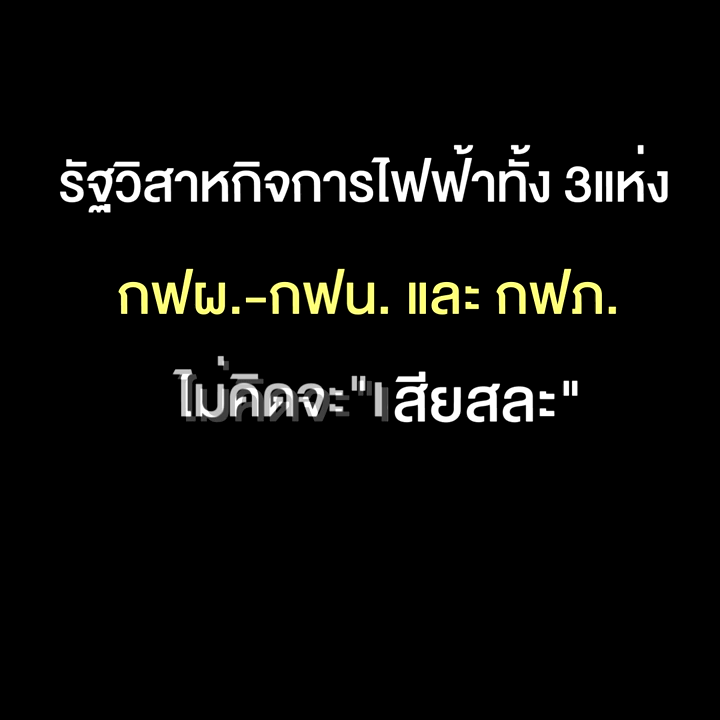 รัฐวิสาหกิจการไฟฟ้าทั้ง 3แห่ง
กฟผ.-กฟน. และ กฟภ.
ไม่คิดจะ"เสียสละ"